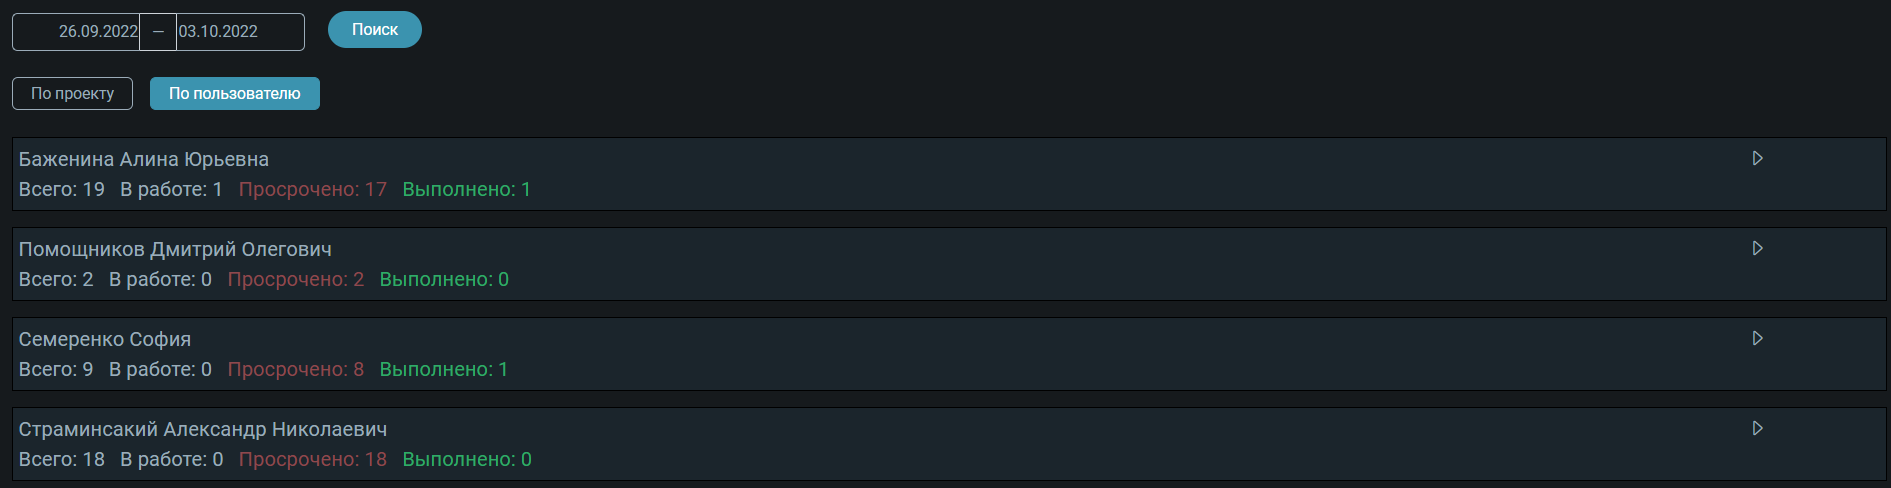 26.09.2022 — 03.10.2022 Поиск
По проекту По пользователю
Баженина Алина Юрьевна
Всего: 19 В работе: 1 Просрочено: 17 Выполнено: 1
Помощников Дмитрий Олегович
Всего: 2 В работе: 0 Просрочено: 2 Выполнено: 0
Семеренко София
Всего: 9 В работе: 0 Просрочено: 8 Выполнено: 1
Страминсакий Александр Николаевич
Всего: 18 В работе: 0 Просрочено: 18 Выполнено: 0